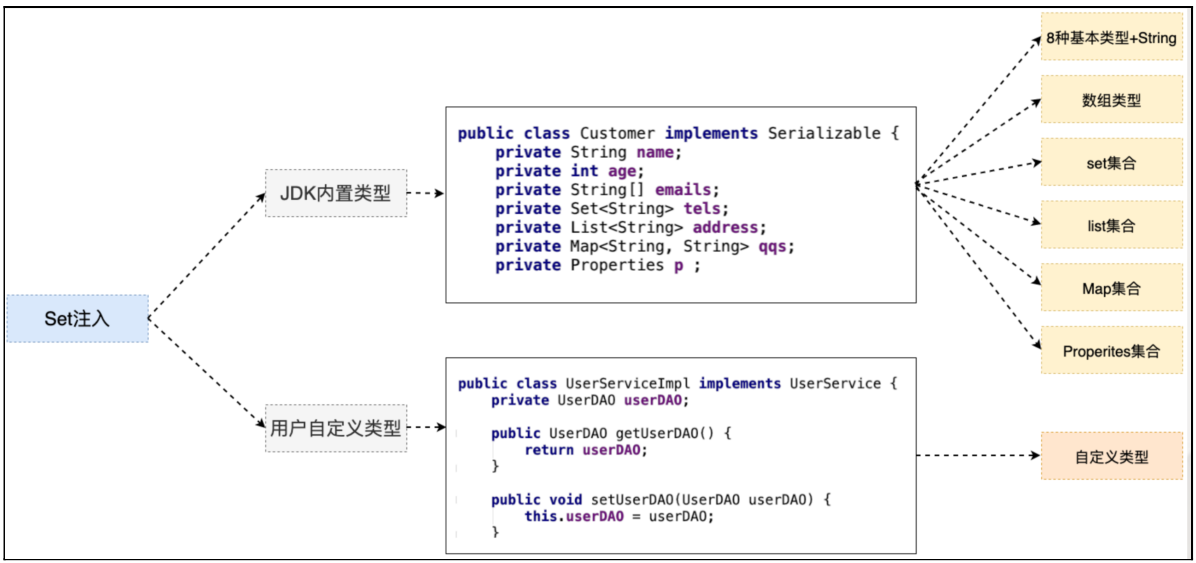 Set注入
JDK内置类型
public class Customer implements Serializable {
private String name;
private int age;
private String[] emails;
private Set<String> tels;
private List<String> address;
private Map<String, String> qqs;
private Properties p ;
8种基本类型+String
数组类型
set集合
list集合
Map集合
Properites集合
用户自定义类型
public class UserServiceImpl implements UserService {
private UserDAO userDAO;
public UserDAO getUserDAO() {
return userDAO;
}
public void setUserDAO(UserDAO userDAO) {
this.userDAO = userDAO;
}
自定义类型